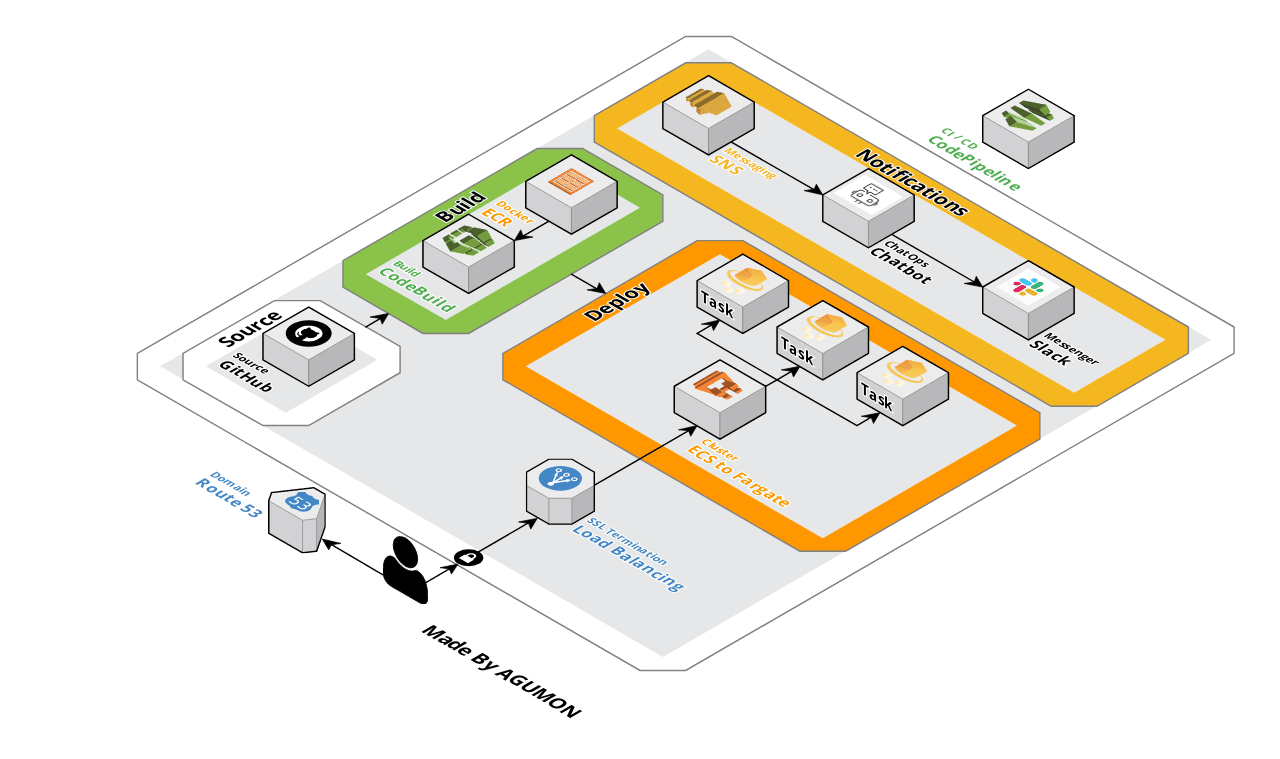 CI / CD
CodePipeline
Notifications
Messaging
SNS
ChatOps
Chatbot
Messenger
Slack
Build
Docker
ECR
Build
CodeBuild
Source
Source
GitHub
Deploy
Task
Task
Task
Cluster
ECS to Fargate
SSL Termination
Load Balancing
Domain
Route 53
53
Made By AGUMON